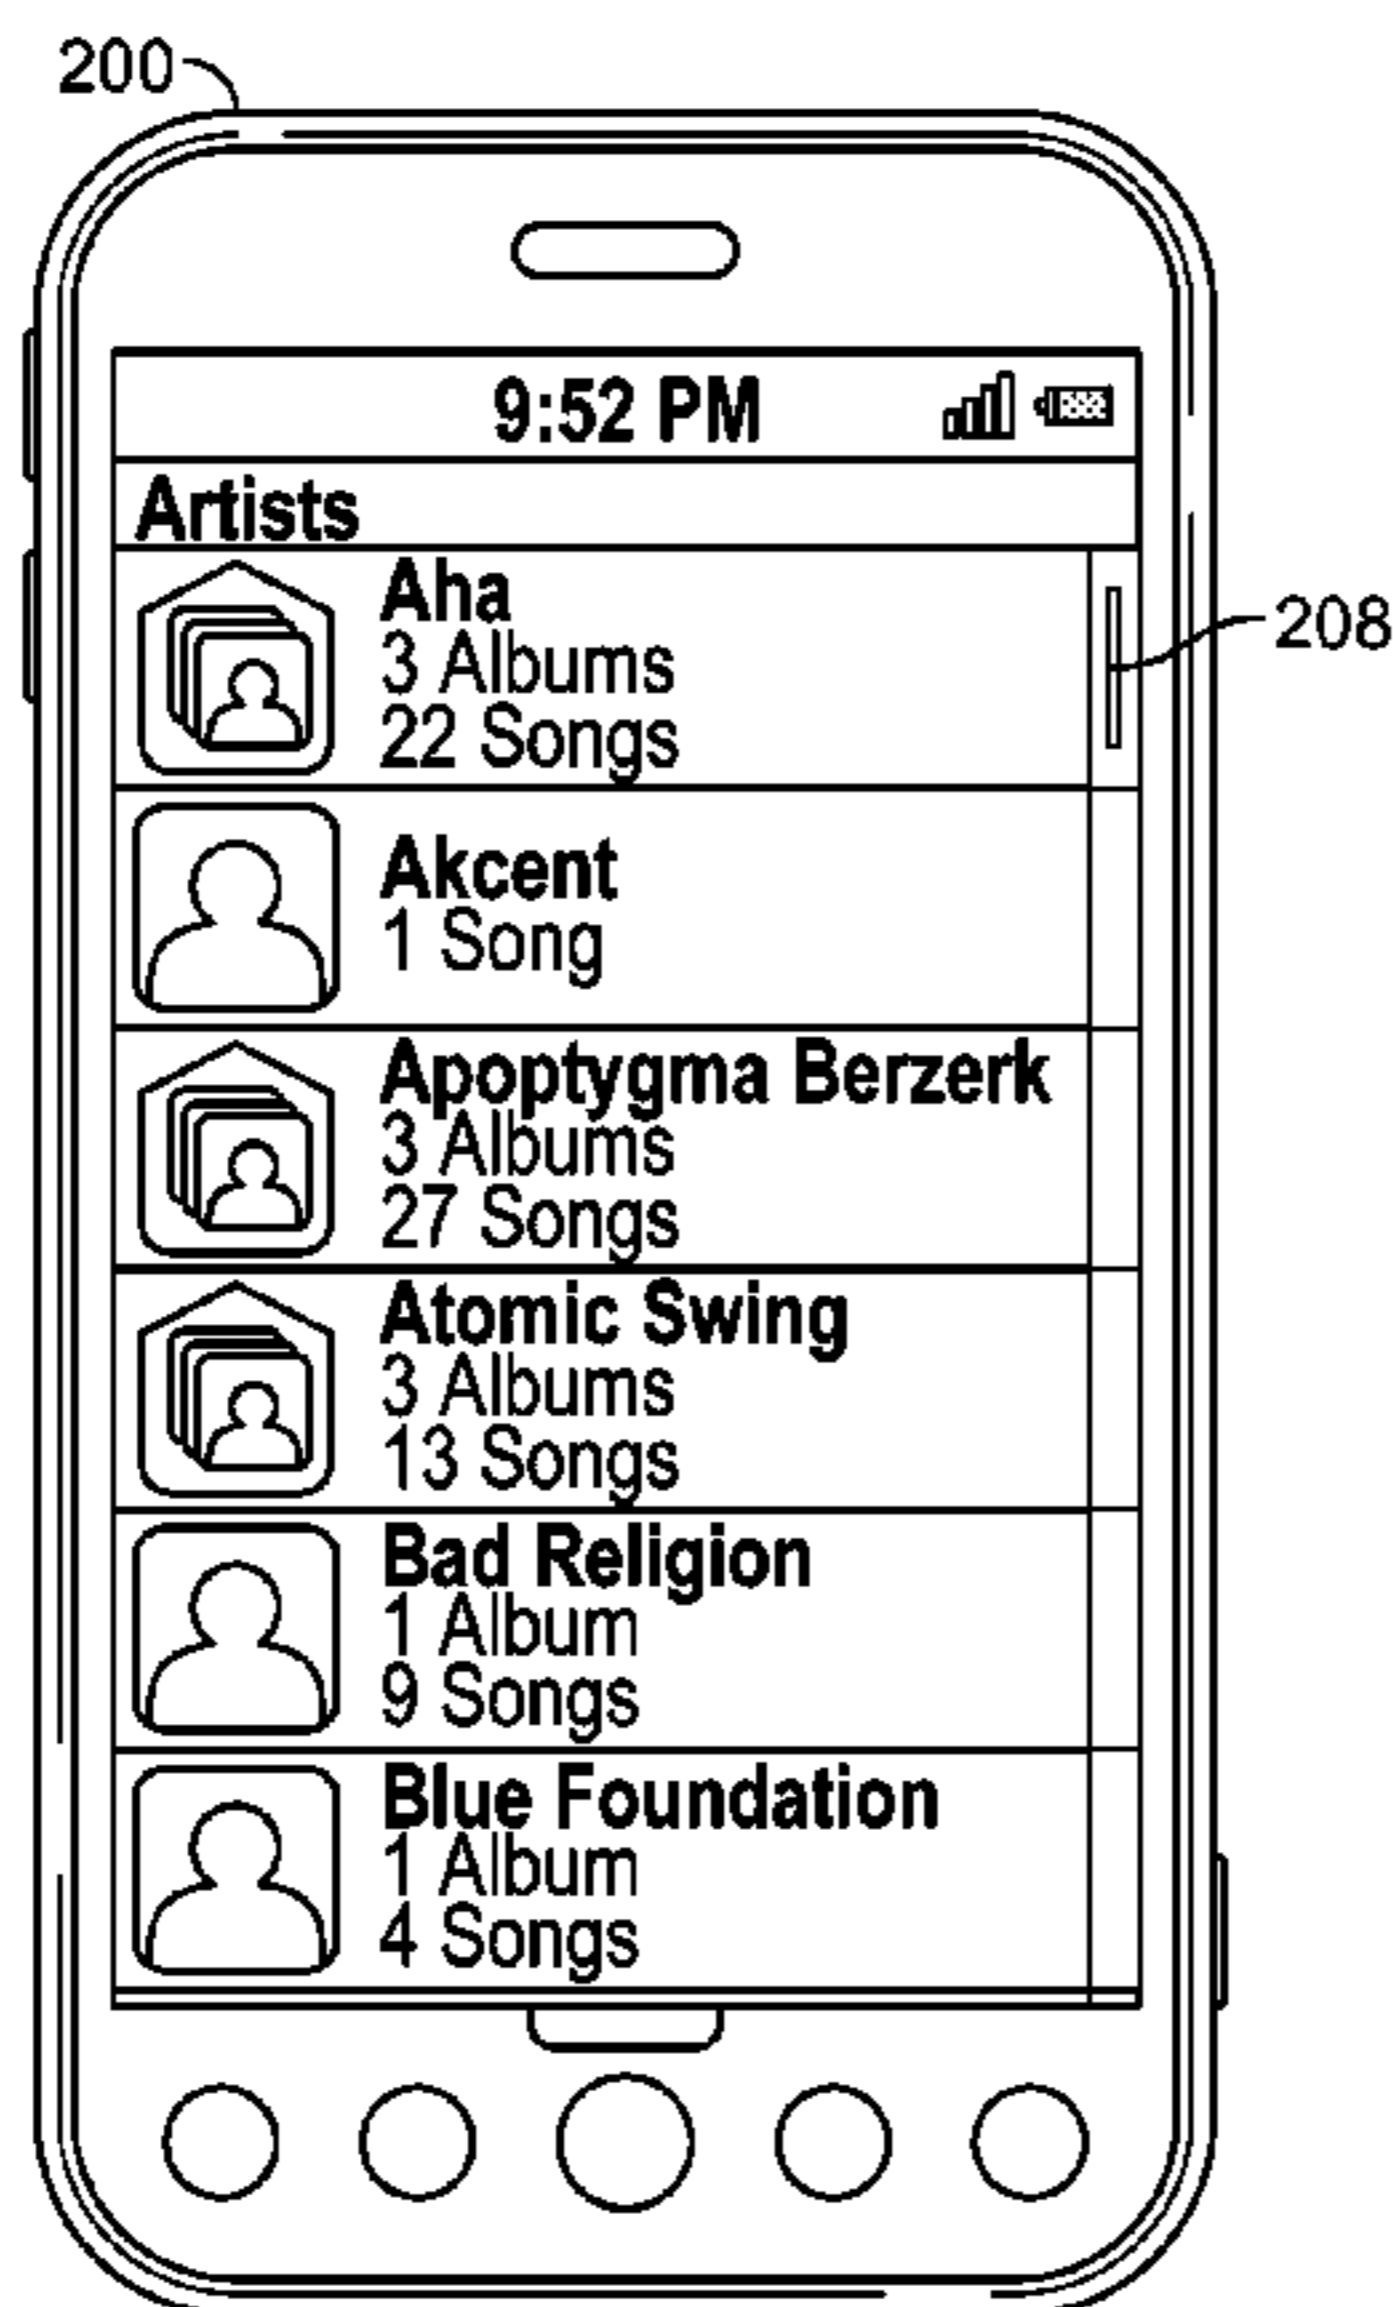 200
9:52 PM
Artists
Aha
3 Albums
22 Songs
208
Akcent
1 Song
Apoptygma Berzerk
3 Albums
27 Songs
Atomic Swing
3 Albums
13 Songs
Bad Religion
1 Album
9 Songs
Blue Foundation
1 Album
4 Songs